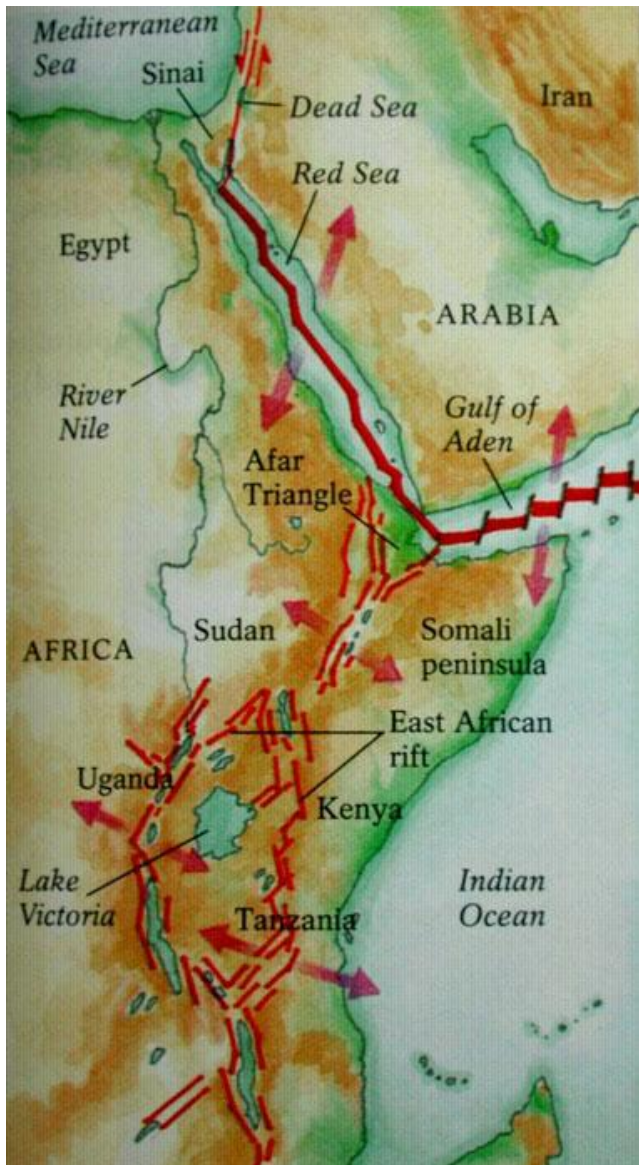 Mediterranean
Sea
Sinai
Dead Sea
Iran
Red Sea
Egypt
ARABIA
River
Nile
Gulf of
Aden
Afar
Triangle
Sudan
Somali
peninsula
AFRICA
East African
rift
Uganda
Kenya
Lake
Victoria
Indian
Ocean
Tanzania